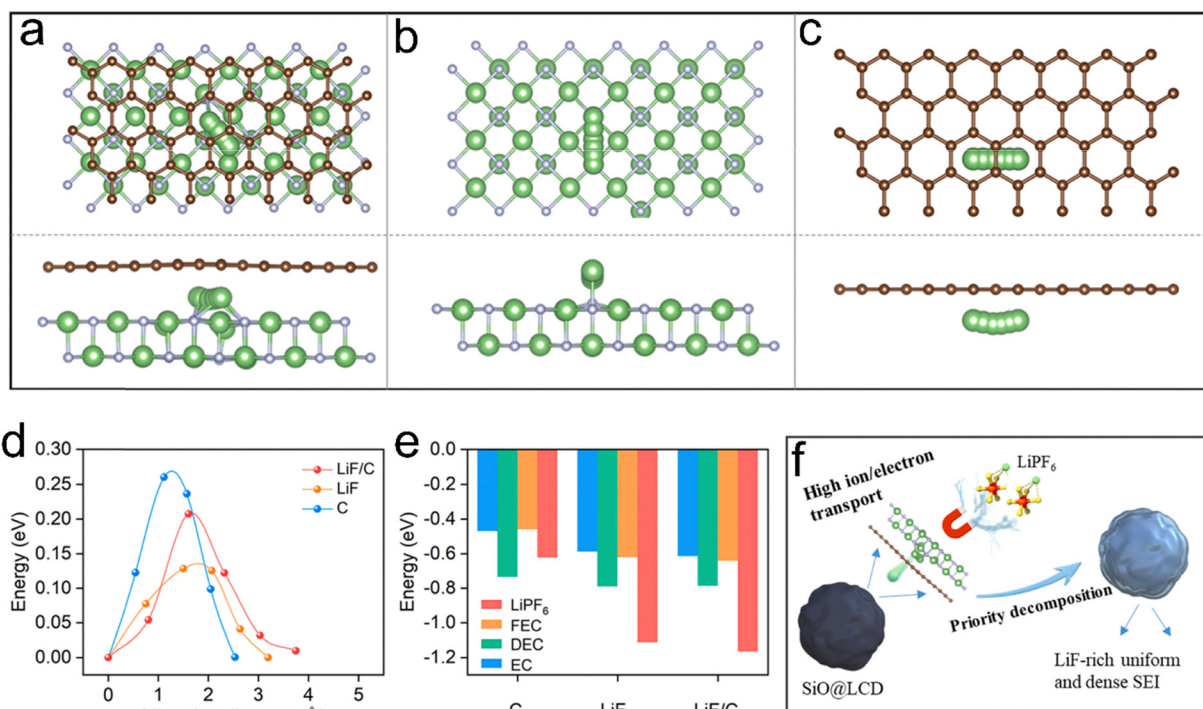 a
b
c
d
0.30
0.25
0.20
0.15
0.10
0.05
0.00
Energy (eV)
LiF/C
LiF
C
0 1 2 3 4 5
e
0.0
-0.2
-0.4
-0.6
-0.8
-1.0
-1.2
Energy (eV)
LiPF₆
FEC
DEC
EC
C LiF LiF/C
f
High ion/electron
transport
LiPF₆
Priority decomposition
SiO@LCD
LiF-rich uniform
and dense SEI